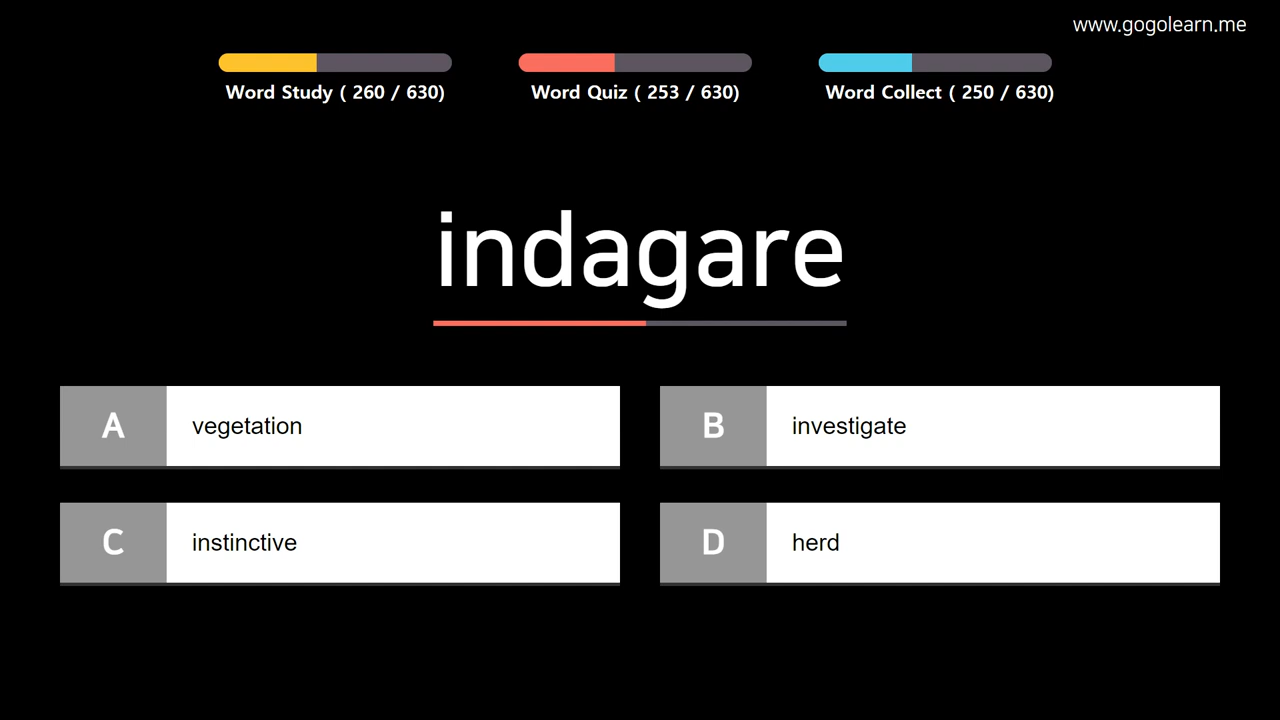 www.gogolearn.me
Word Study ( 260 / 630)
Word Quiz ( 253 / 630)
Word Collect ( 250 / 630)
indagare
A vegetation
B investigate
C instinctive
D herd